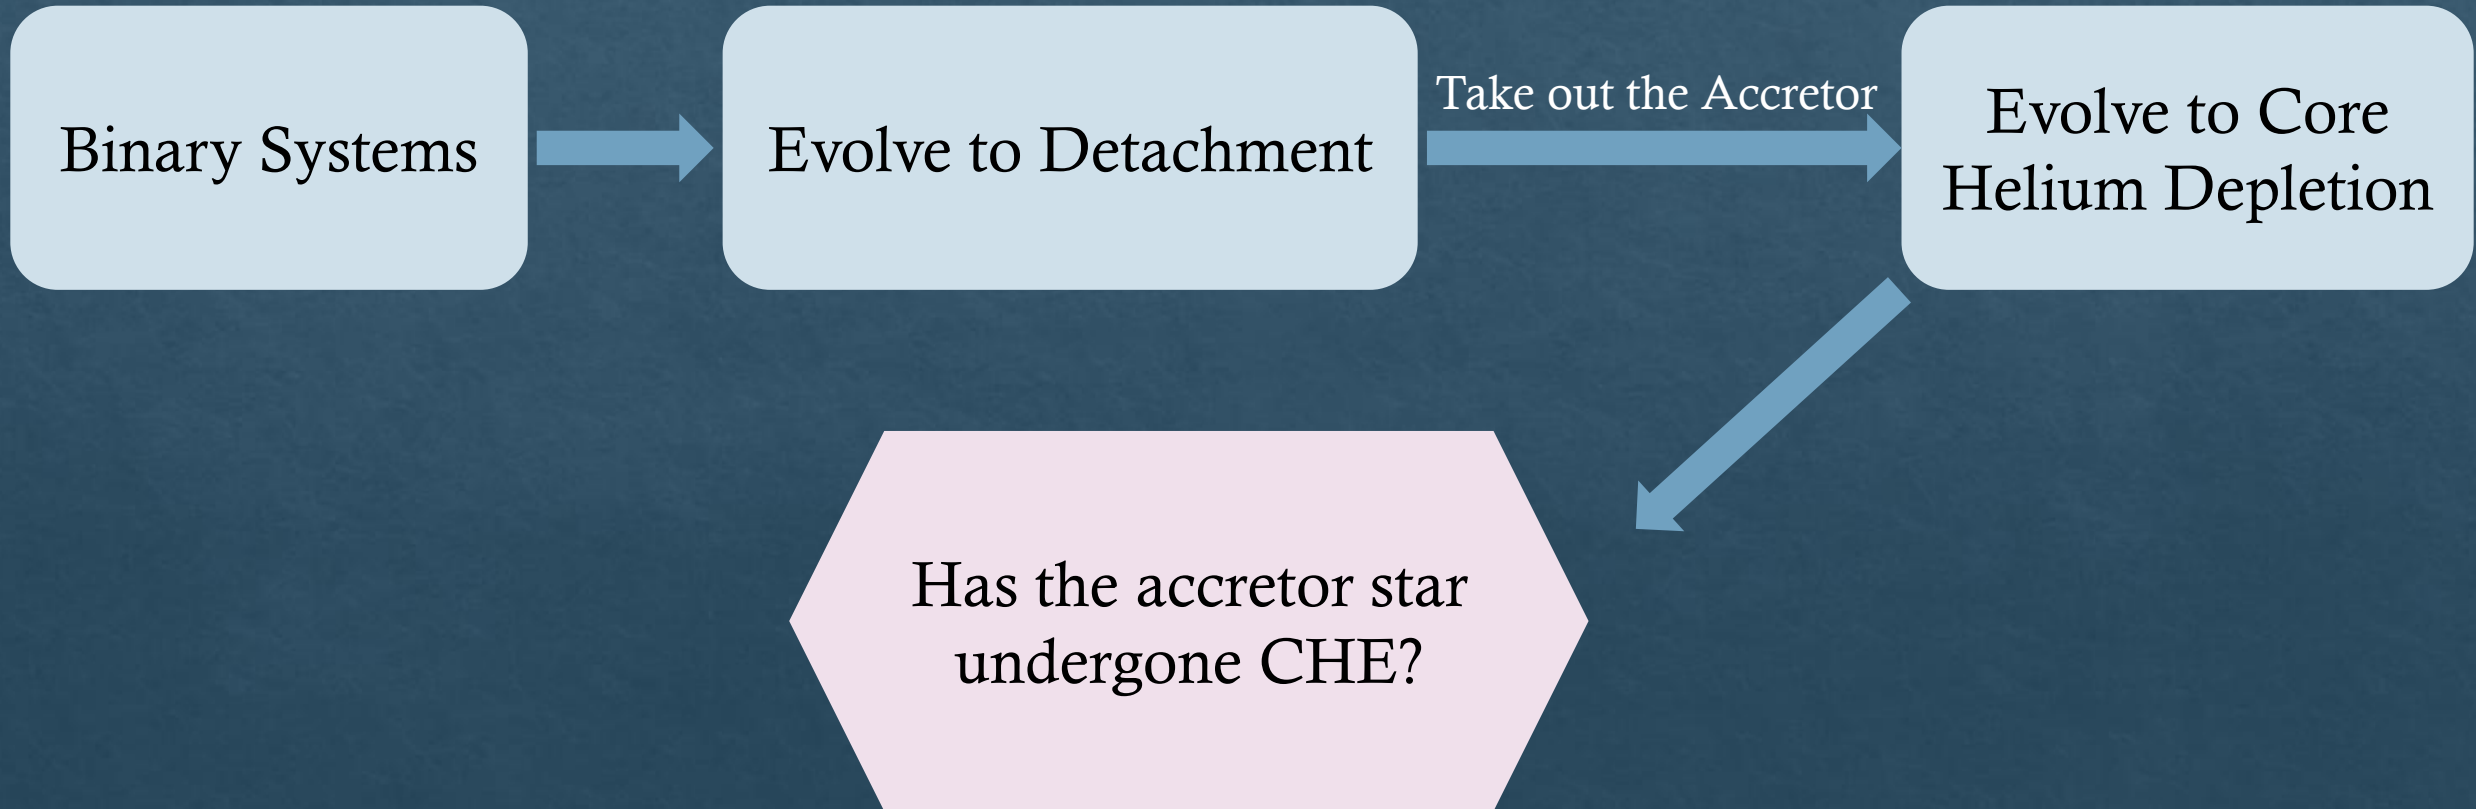 Binary Systems
Evolve to Detachment
Take out the Accretor
Evolve to Core
Helium Depletion
Has the accretor star
undergone CHE?